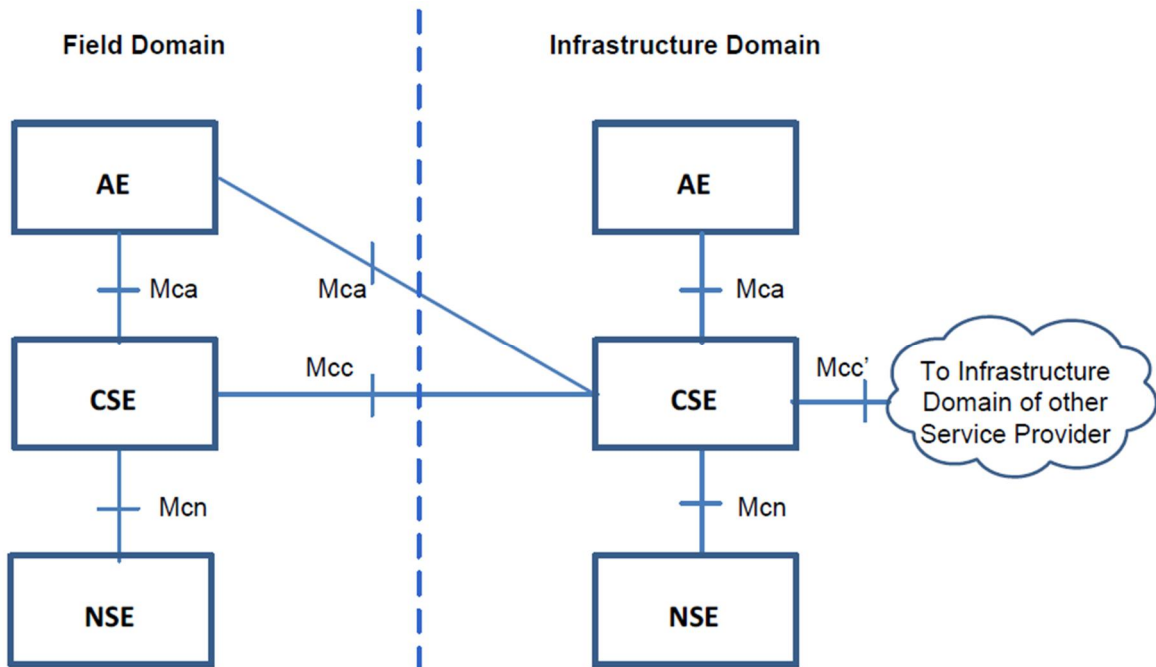 Field Domain
Infrastructure Domain
AE
AE
Mca
Mca
Mca
CSE
Mcc
CSE
Mcc’
To Infrastructure
Domain of other
Service Provider
Mcn
Mcn
NSE
NSE